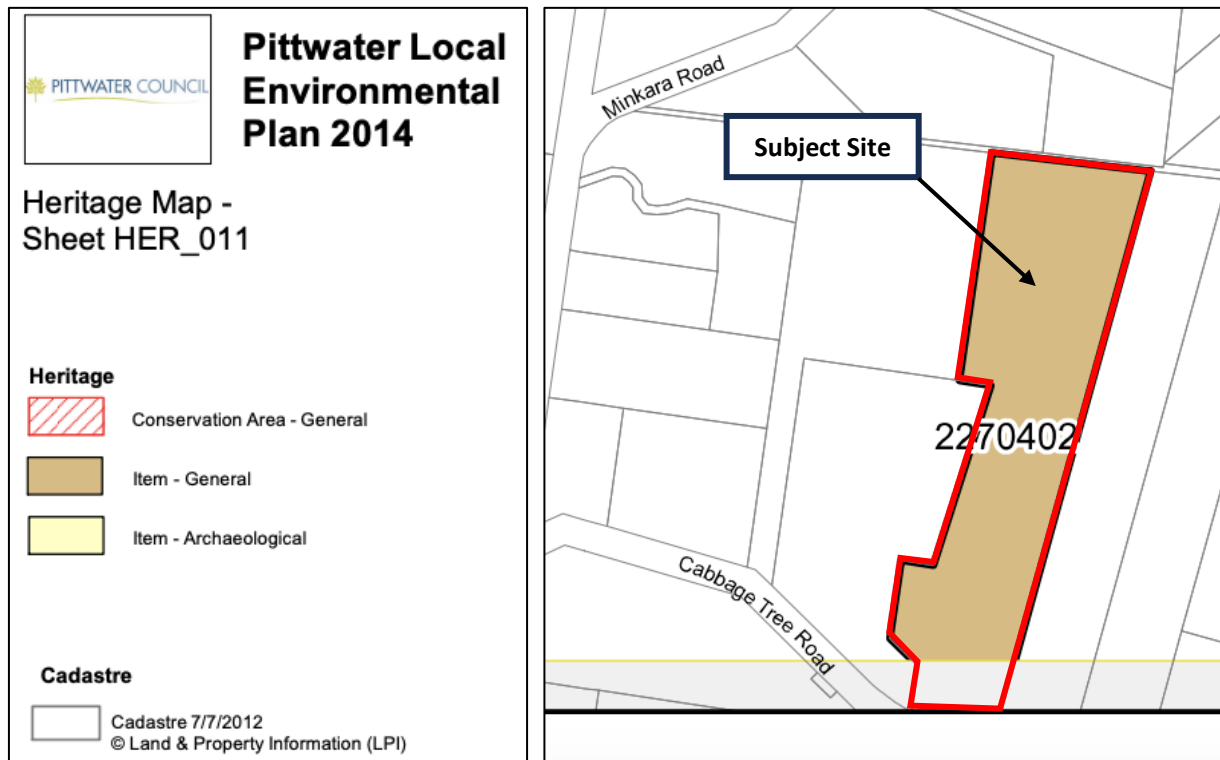 PITTWATER COUNCIL
Pittwater Local
Environmental
Plan 2014
Heritage Map -
Sheet HER_011
Heritage
Conservation Area - General
Item - General
Item - Archaeological
Cadastre
Cadastre 7/7/2012
© Land & Property Information (LPI)
Minkara Road
Subject Site
2270402
Cabbage Tree Road